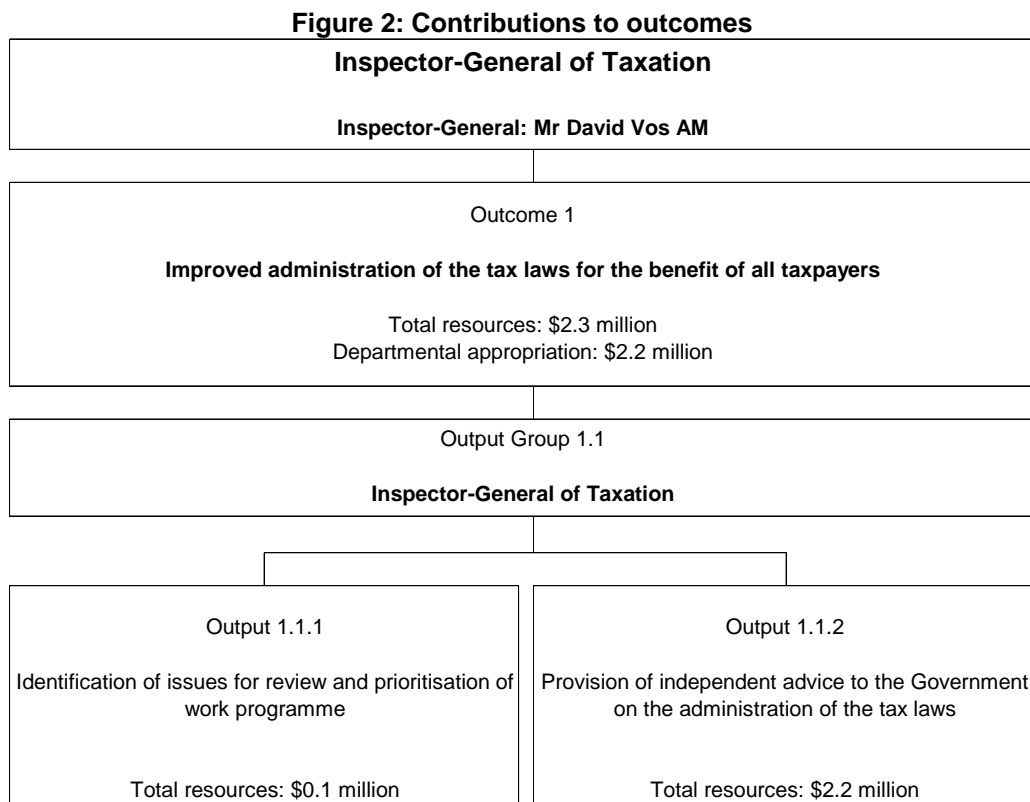 Figure 2: Contributions to outcomes
Inspector-General of Taxation
Inspector-General: Mr David Vos AM
Outcome 1
Improved administration of the tax laws for the benefit of all taxpayers
Total resources: $2.3 million
Departmental appropriation: $2.2 million
Output Group 1.1
Inspector-General of Taxation
Output 1.1.1
Identification of issues for review and prioritisation of
work programme
Total resources: $0.1 million
Output 1.1.2
Provision of independent advice to the Government
on the administration of the tax laws
Total resources: $2.2 million